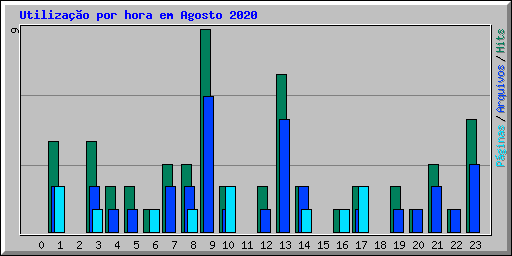 Utilização por hora em Agosto 2020
9
Páginas / Arquivos / Hits
0 1 2 3 4 5 6 7 8 9 10 11 12 13 14 15 16 17 18 19 20 21 22 23